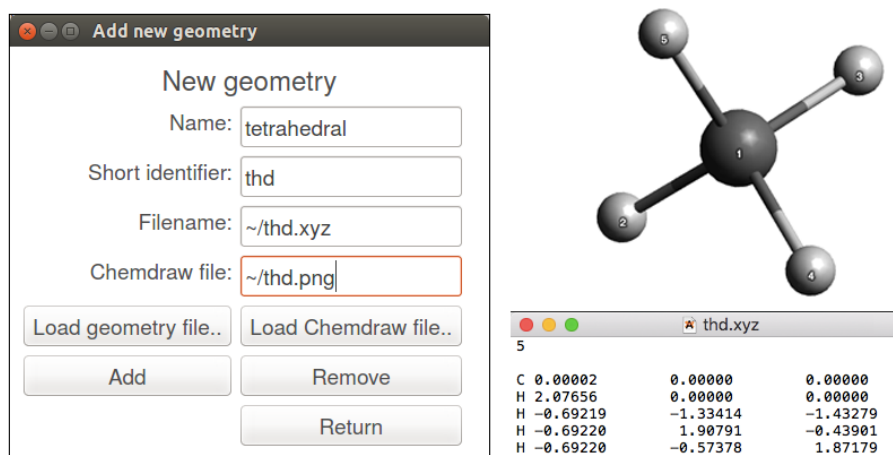 Add new geometry
New geometry
Name: tetrahedral
Short identifier: thd
Filename: ~/thd.xyz
Chemdraw file: ~/thd.png
Load geometry file.. Load Chemdraw file..
Add Remove
Return
5
3
1
2
4
thd.xyz
5
C 0.00002 0.00000 0.00000
H 2.07656 0.00000 0.00000
H -0.69219 -1.33414 -1.43279
H -0.69220 1.90791 -0.43901
H -0.69220 -0.57378 1.87179